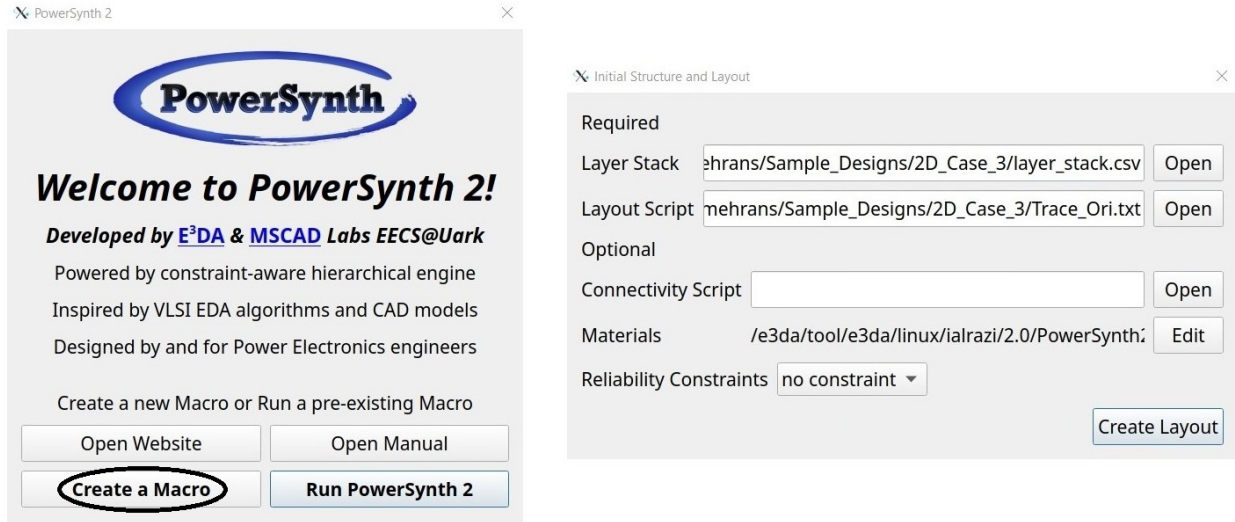 PowerSynth 2
PowerSynth
Welcome to PowerSynth 2!
Developed by E³DA & MSCAD Labs EECS@Uark
Powered by constraint-aware hierarchical engine
Inspired by VLSI EDA algorithms and CAD models
Designed by and for Power Electronics engineers
Create a new Macro or Run a pre-existing Macro
Open Website Open Manual
Create a Macro Run PowerSynth 2
Initial Structure and Layout
Required
Layer Stack ehrans/Sample_Designs/2D_Case_3/layer_stack.csv Open
Layout Script mehrans/Sample_Designs/2D_Case_3/Trace_Ori.txt Open
Optional
Connectivity Script Open
Materials /e3da/tool/e3da/linux/ialrazi/2.0/PowerSynth2 Edit
Reliability Constraints no constraint
Create Layout